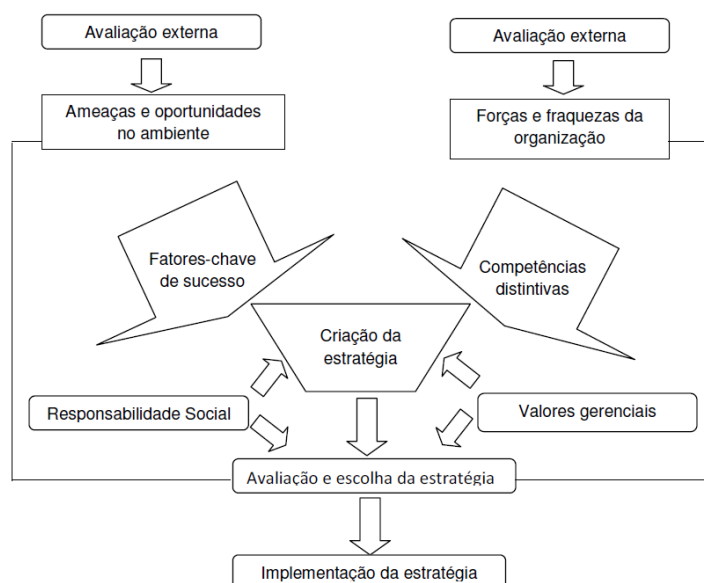 Avaliação externa
Avaliação externa
Ameaças e oportunidades
no ambiente
Forças e fraquezas da
organização
Fatores-chave
de sucesso
Competências
distintivas
Criação da
estratégia
Responsabilidade Social
Valores gerenciais
Avaliação e escolha da estratégia
Implementação da estratégia